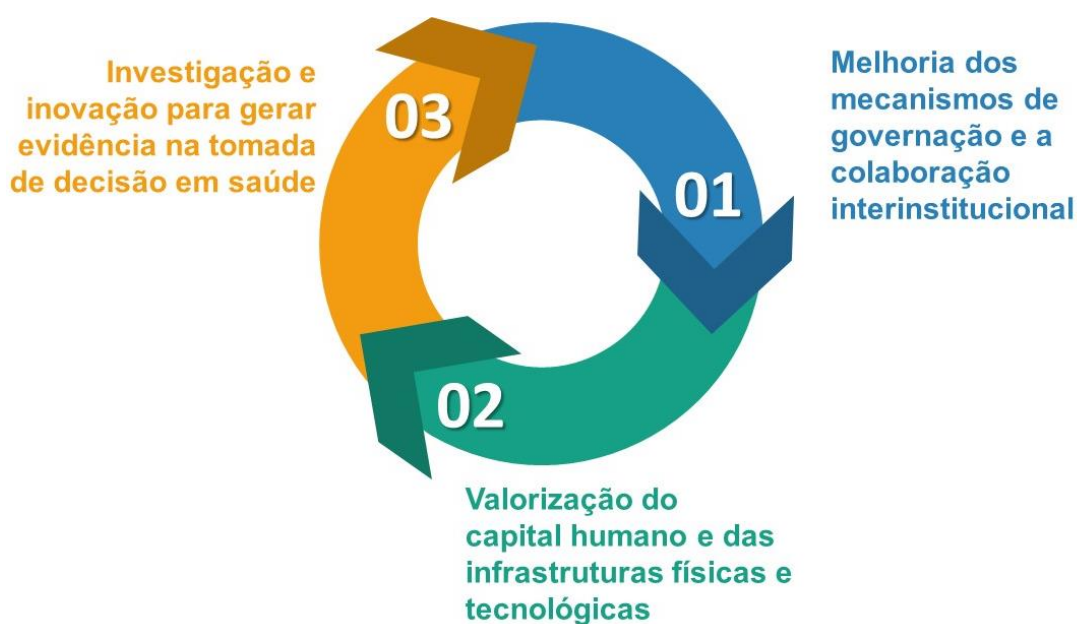 01
Melhoria dos
mecanismos de
governação e a
colaboração
interinstitucional
02
Valorização do
capital humano e das
infrastruturas físicas e
tecnológicas
03
Investigação e
inovação para gerar
evidência na tomada
de decisão em saúde